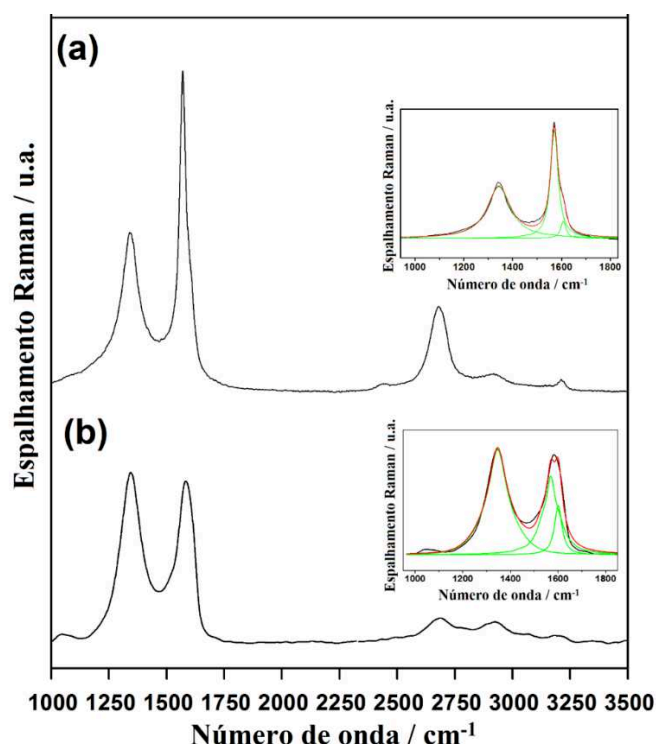 (a)
Espalhamento Raman / u.a.
1000 1200 1400 1600 1800
Número de onda / cm-1
(b)
Espalhamento Raman / u.a.
1000 1200 1400 1600 1800
Número de onda / cm-1
Espalhamento Raman / u.a.
1000 1250 1500 1750 2000 2250 2500 2750 3000 3250 3500
Número de onda / cm-1